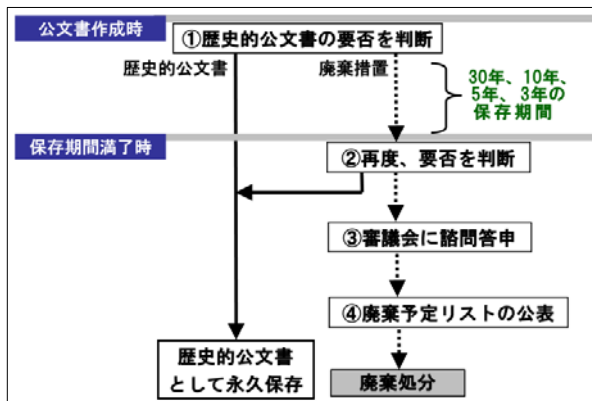 公文書作成時
①歴史的公文書の要否を判断
歴史的公文書
廃棄措置
30年、10年、
5年、3年の
保存期間
保存期間満了時
②再度、要否を判断
③審議会に諮問答申
④廃棄予定リストの公表
歴史的公文書
として永久保存
廃棄処分